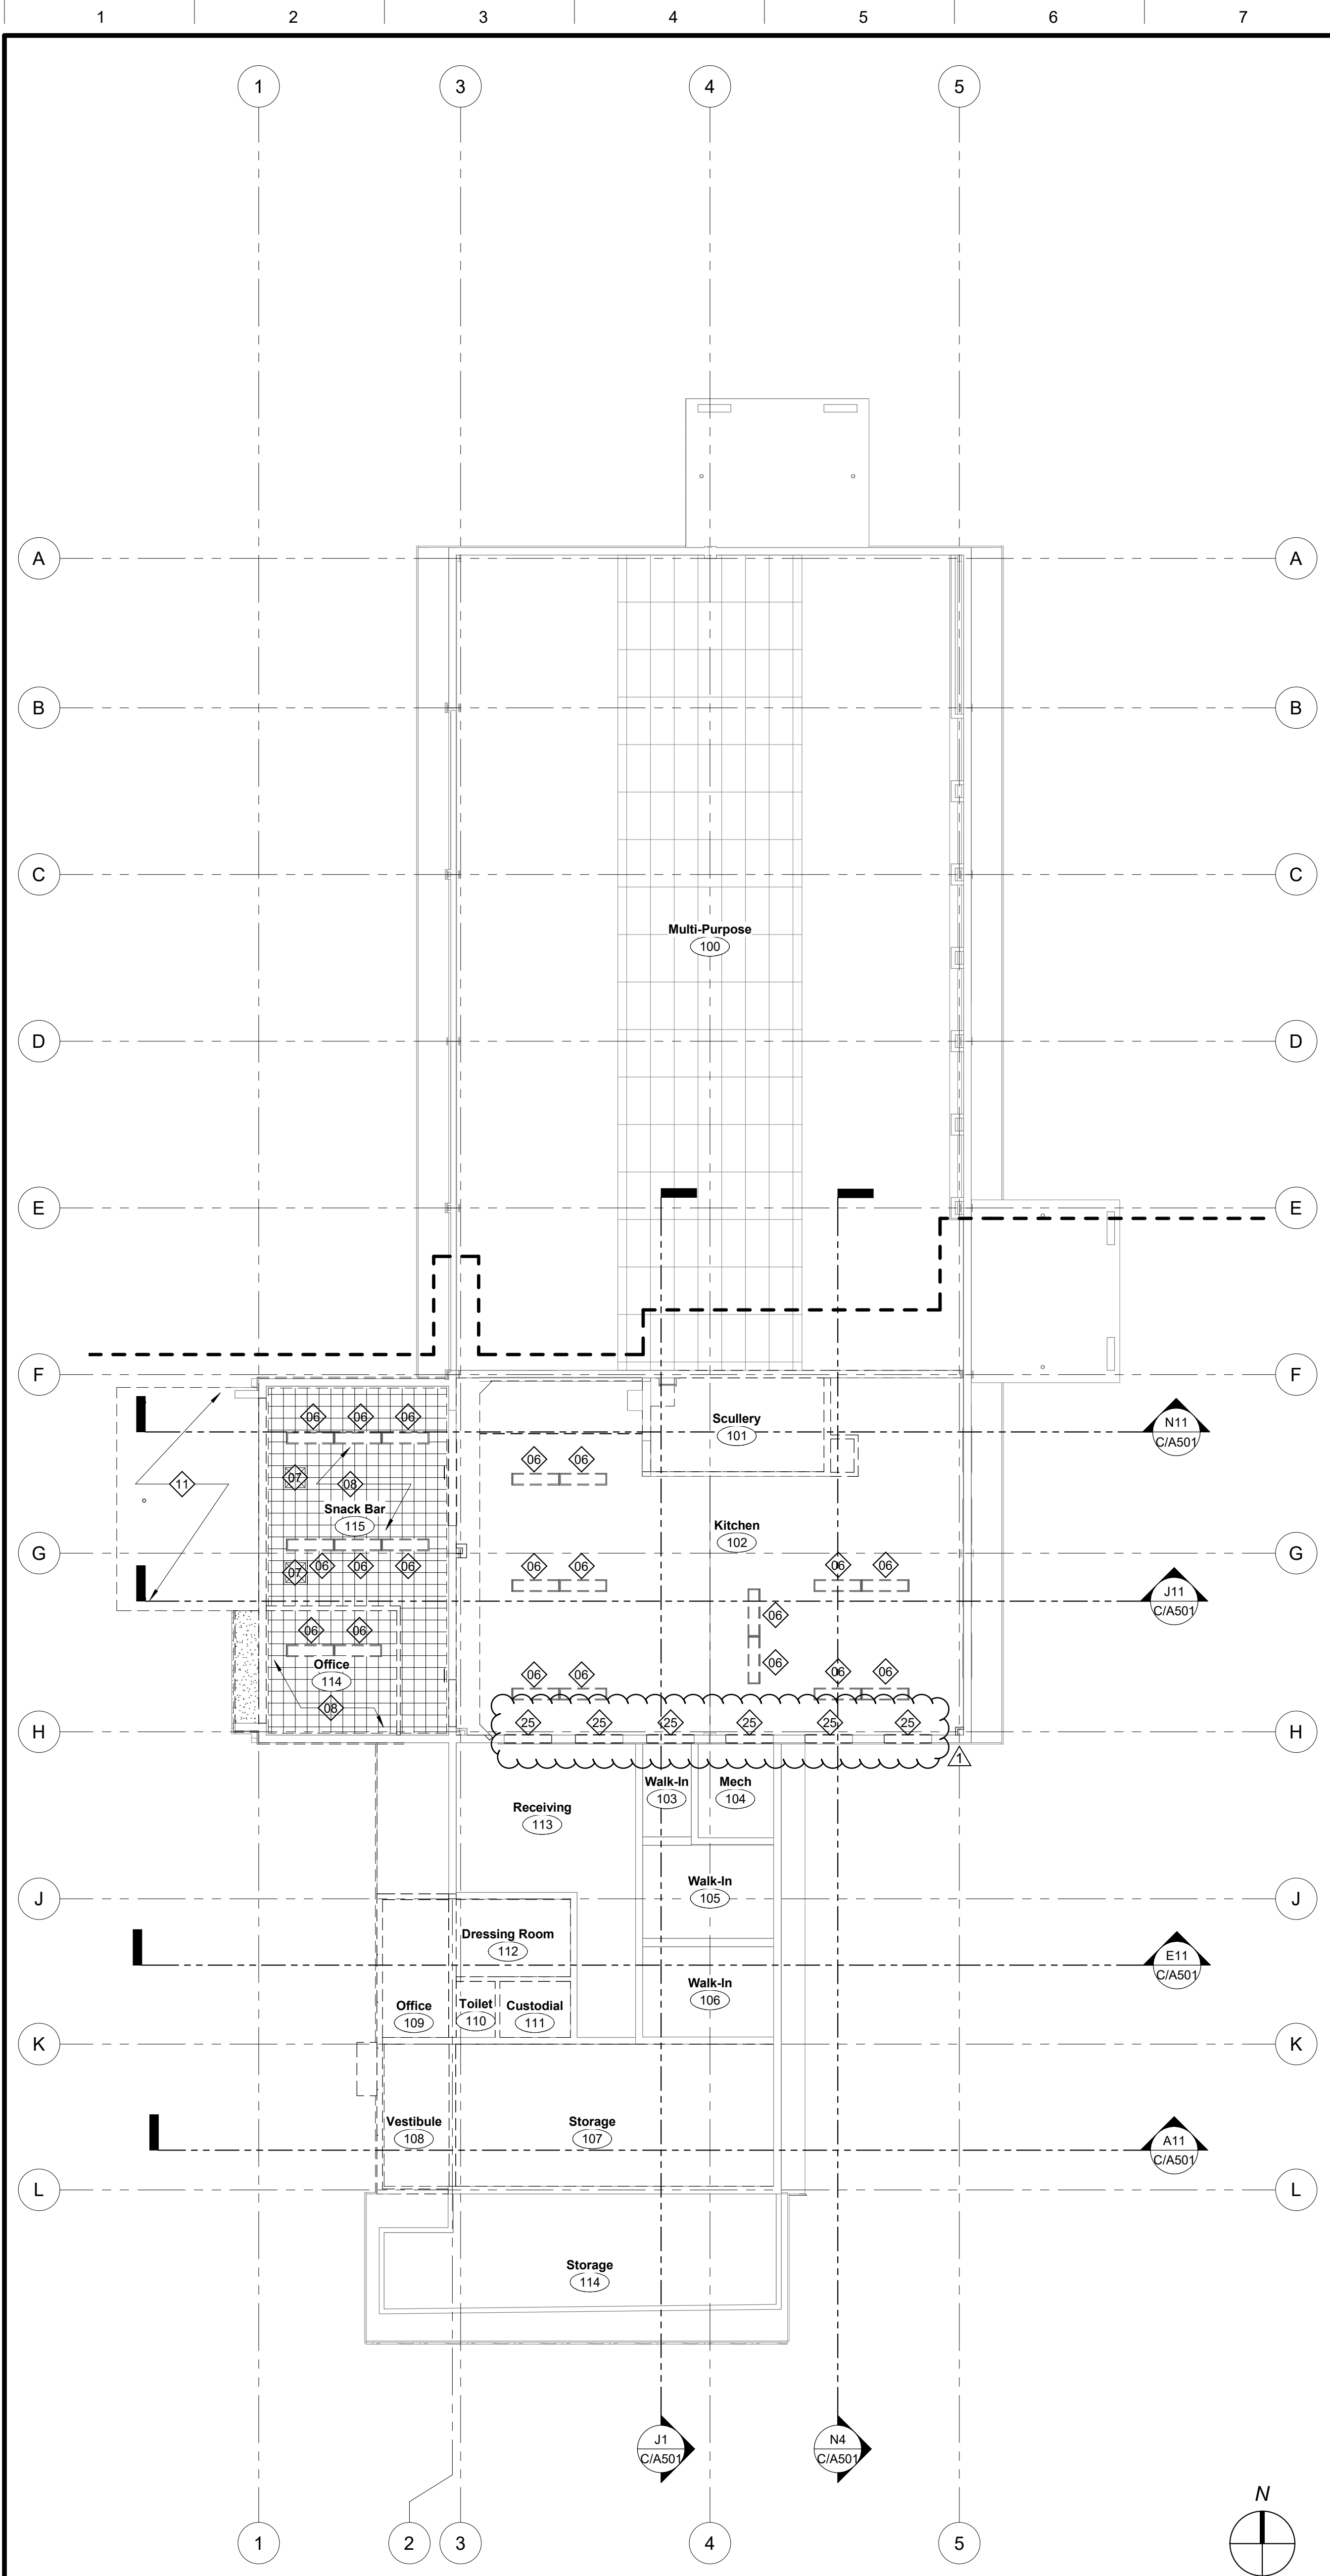 1 2 3 4 5 6 7
1 3 4 5
A A
B B
C C
Multi-Purpose
100
D D
E E
F F
06 06 06
Scullery
101
N11
C/A501
06 06
07
08
11
Snack Bar
115
Kitchen
102
G G
06 06 06
07
06 06
06 06
J11
C/A501
06
06 06
06
Office
114
06 06
06 06
08
25 25 25 25 25 25
H H
1
Walk-In
103
Mech
104
Receiving
113
Walk-In
105
J J
Dressing Room
112
E11
C/A501
Walk-In
106
Office
109
Toilet
110
Custodial
111
K K
Vestibule
108
Storage
107
A11
C/A501
L L
Storage
114
J1
C/A501
N4
C/A501
N
1 2 3 4 5